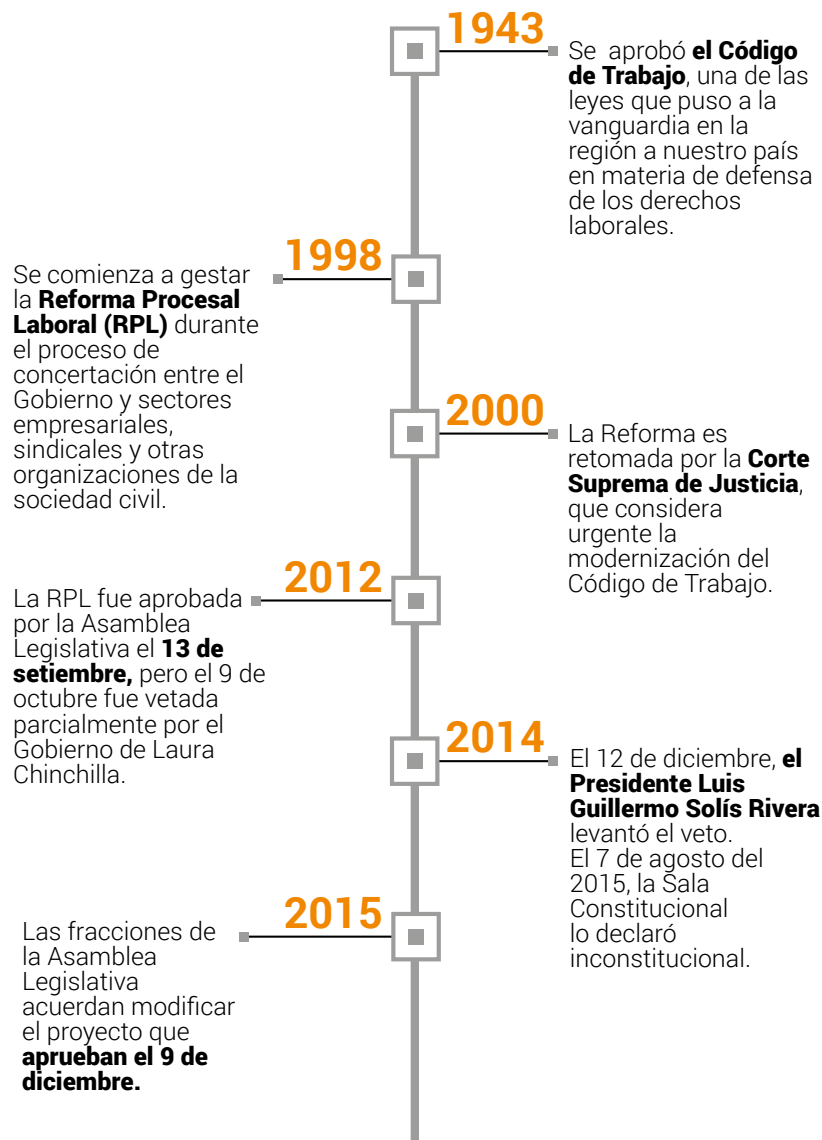 1943
Se aprobó el Código
de Trabajo, una de las
leyes que puso a la
vanguardia en la
región a nuestro país
en materia de defensa
de los derechos
laborales.
1998
Se comienza a gestar
la Reforma Procesal
Laboral (RPL) durante
el proceso de
concertación entre el
Gobierno y sectores
empresariales,
sindicales y otras
organizaciones de la
sociedad civil.
2000
La Reforma es
retomada por la Corte
Suprema de Justicia,
que considera
urgente la
modernización del
Código de Trabajo.
2012
La RPL fue aprobada
por la Asamblea
Legislativa el 13 de
setiembre, pero el 9 de
octubre fue vetada
parcialmente por el
Gobierno de Laura
Chinchilla.
2014
El 12 de diciembre, el
Presidente Luis
Guillermo Solís Rivera
levantó el veto.
El 7 de agosto del
2015, la Sala
Constitucional
lo declaró
inconstitucional.
2015
Las fracciones de
la Asamblea
Legislativa
acuerdan modificar
el proyecto que
aprueban el 9 de
diciembre.